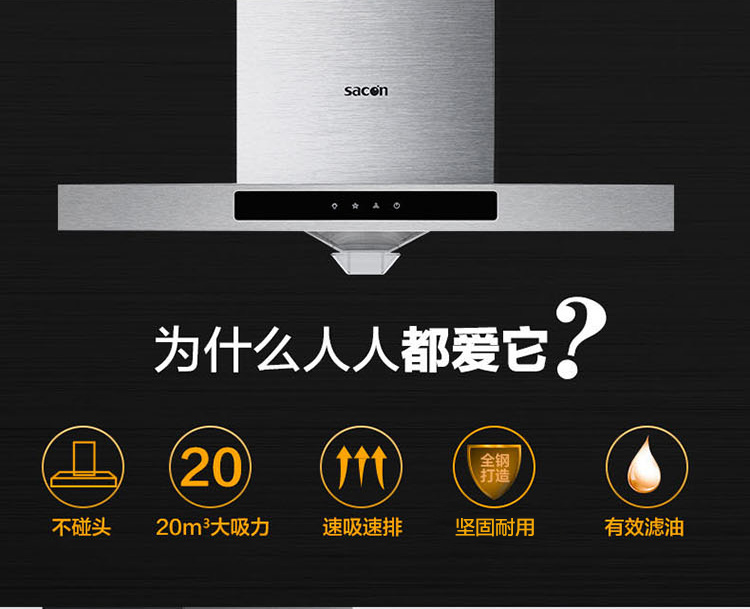 sacon
为什么人人都爱它?
20
全钢
打造
不碰头
20m³大吸力
速吸速排
坚固耐用
有效滤油